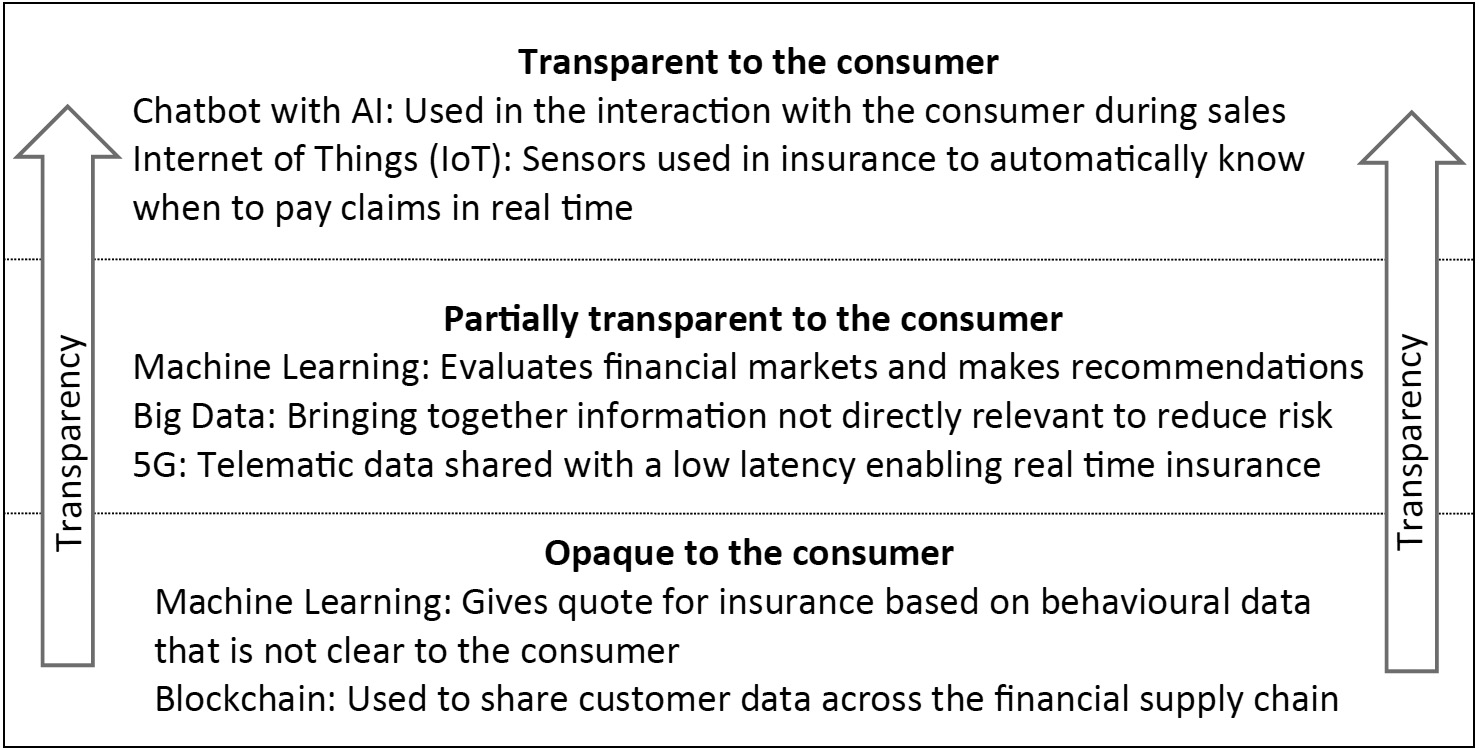 Transparent to the consumer
Chatbot with AI: Used in the interaction with the consumer during sales
Internet of Things (IoT): Sensors used in insurance to automatically know
when to pay claims in real time
Transparency
Partially transparent to the consumer
Machine Learning: Evaluates financial markets and makes recommendations
Big Data: Bringing together information not directly relevant to reduce risk
5G: Telematic data shared with a low latency enabling real time insurance
Transparency
Opaque to the consumer
Machine Learning: Gives quote for insurance based on behavioural data
that is not clear to the consumer
Blockchain: Used to share customer data across the financial supply chain